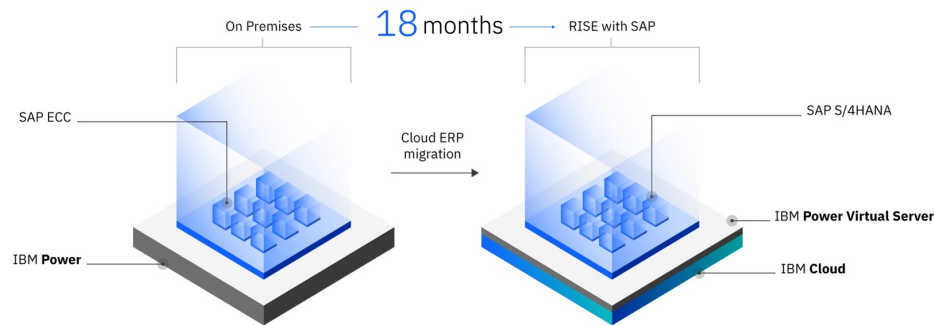 On Premises
18 months
RISE with SAP
SAP ECC
SAP S/4HANA
Cloud ERP
migration
IBM Power Virtual Server
IBM Power
IBM Cloud